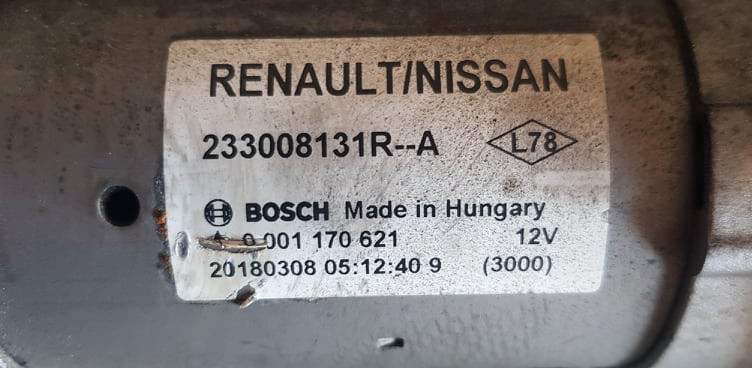 RENAULT/NISSAN
233008131R--A L78
BOSCH Made in Hungary
0 001 170 621 12V
20180308 05:12:40 9 (3000)